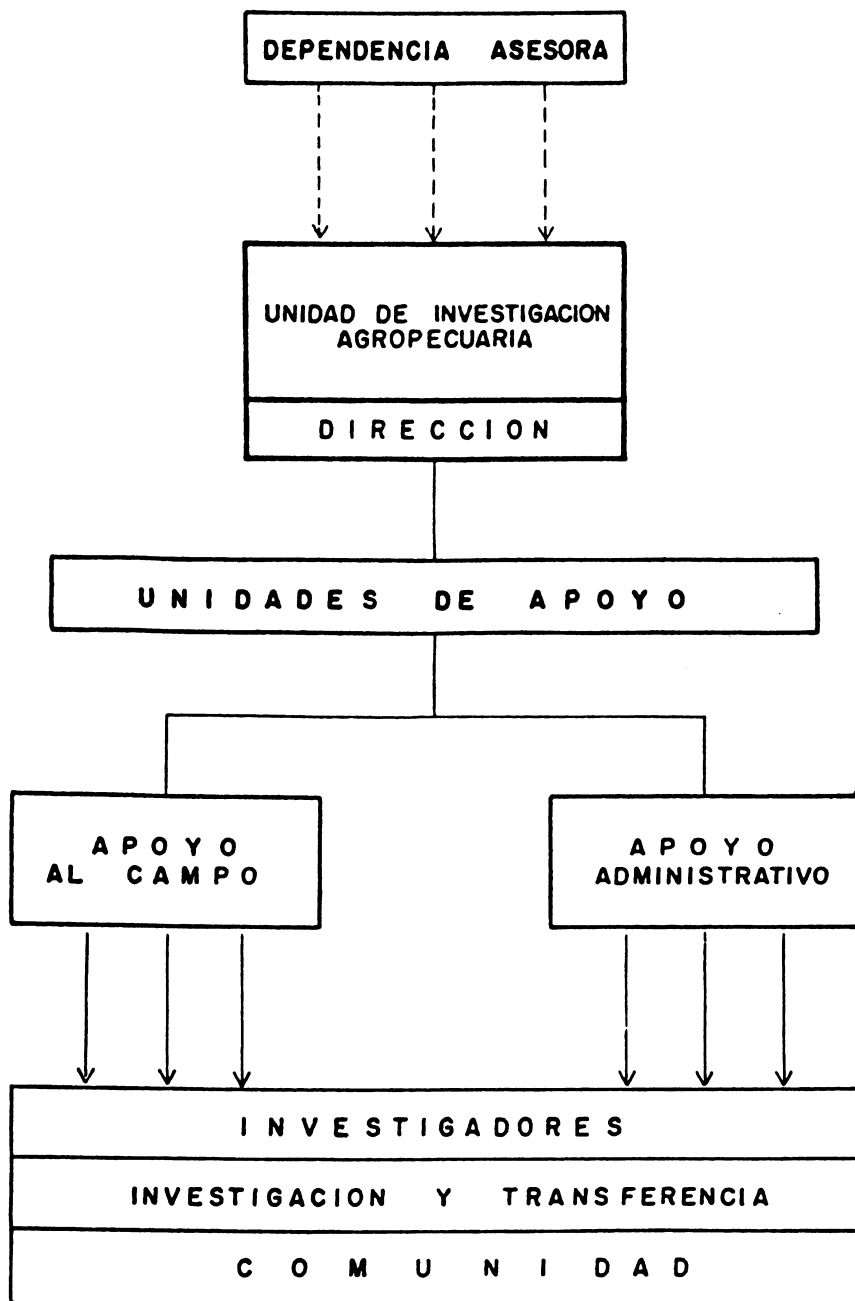 DEPENDENCIA ASESORA
UNIDAD DE INVESTIGACION
AGROPECUARIA
DIRECCION
UNIDADES DE APOYO
APOYO
AL CAMPO
APOYO
ADMINISTRATIVO
INVESTIGADORES
INVESTIGACION Y TRANSFERENCIA
COMUNIDAD